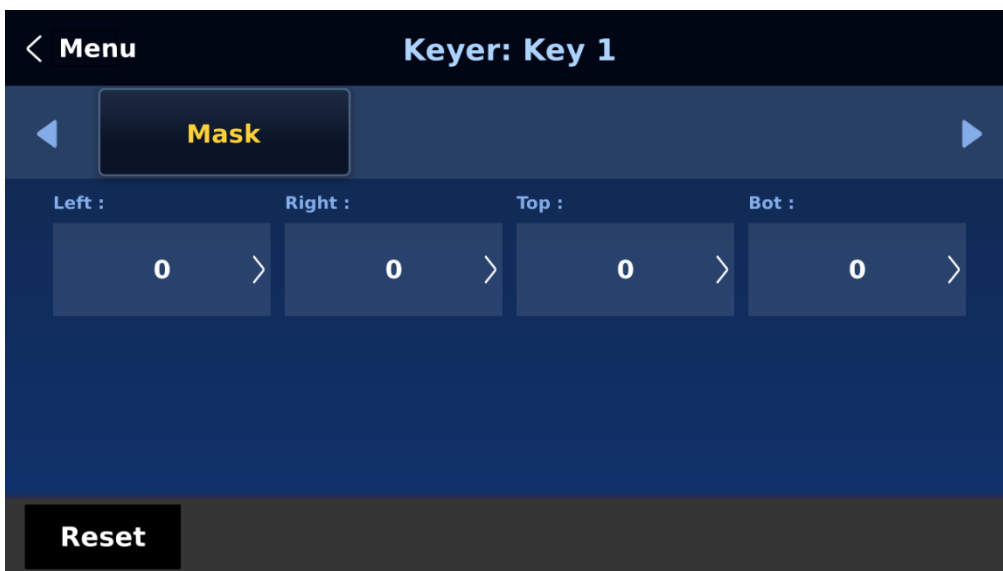 Menu
Keyer: Key 1
Mask
Left :
Right :
Top :
Bot :
0
0
0
0
Reset